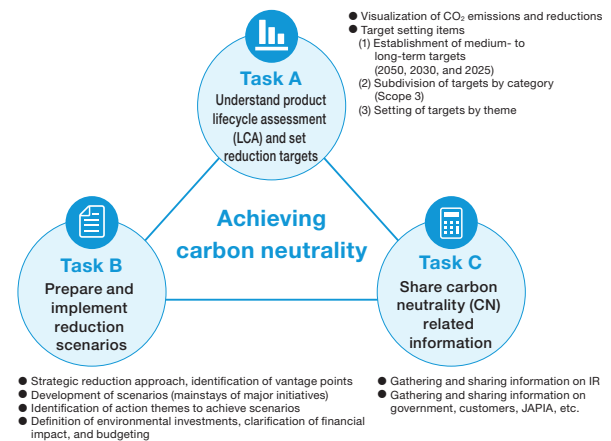 ● Visualization of CO₂ emissions and reductions
● Target setting items
(1) Establishment of medium- to
long-term targets
(2050, 2030, and 2025)
(2) Subdivision of targets by category
(Scope 3)
(3) Setting of targets by theme
Task A
Understand product
lifecycle assessment
(LCA) and set
reduction targets
Achieving
carbon neutrality
Task B
Prepare and
implement
reduction
scenarios
Task C
Share carbon
neutrality (CN)
related
information
● Strategic reduction approach, identification of vantage points
● Development of scenarios (mainstays of major initiatives)
● Identification of action themes to achieve scenarios
● Definition of environmental investments, clarification of financial
impact, and budgeting
● Gathering and sharing information on IR
● Gathering and sharing information on
government, customers, JAPIA, etc.